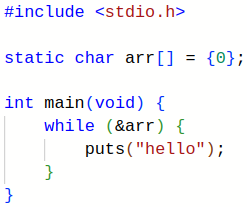 #include <stdio.h>

static char arr[] = {0};

int main(void) {
    while (&arr) {
        puts("hello");
    }
}